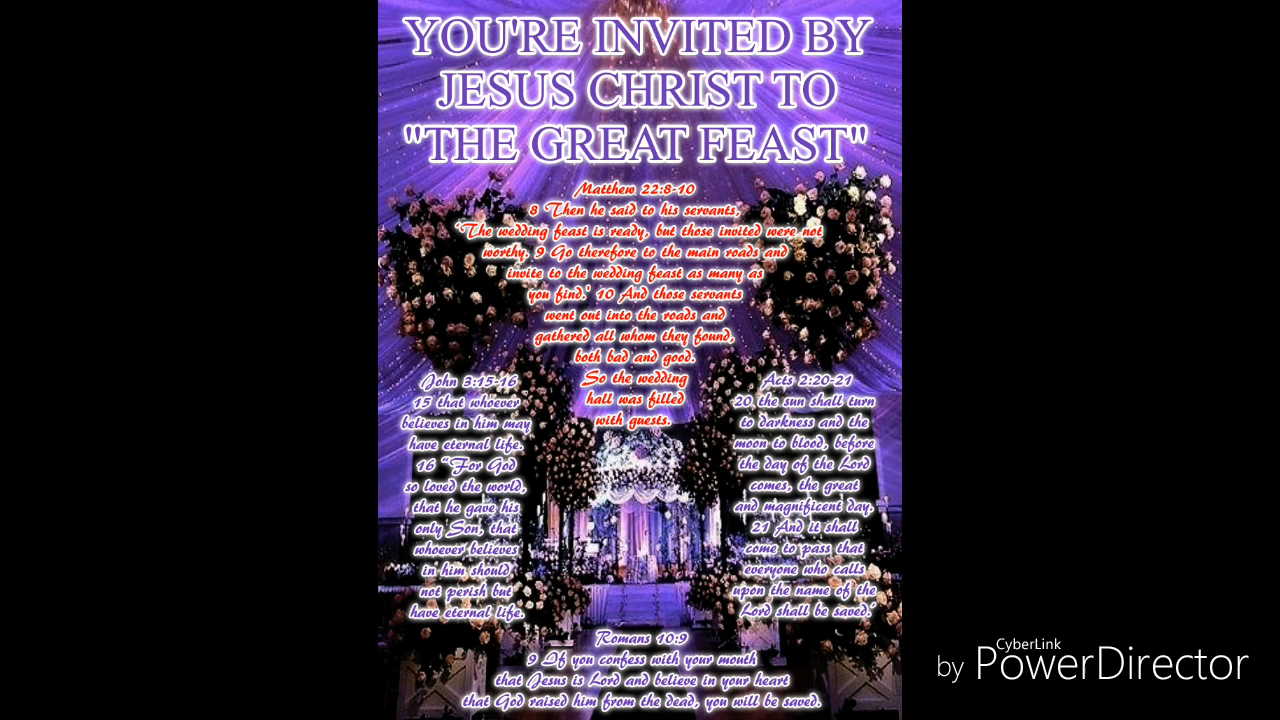 YOU'RE INVITED BY
JESUS CHRIST TO
"THE GREAT FEAST"
Matthew 22:8-10
8 Then he said to his servants,
'The wedding feast is ready, but those invited were not
worthy. 9 Go therefore to the main roads and
invite to the wedding feast as many as
you find.' 10 And those servants
went out into the roads and
gathered all whom they found,
both bad and good.
So the wedding
hall was filled
with guests.
John 3:15-16
15 that whoever
believes in him may
have eternal life.
16 "For God
so loved the world,
that he gave his
only Son, that
whoever believes
in him should
not perish but
have eternal life.
Acts 2:20-21
20 the sun shall turn
to darkness and the
moon to blood, before
the day of the Lord
comes, the great
and magnificent day.
21 And it shall
come to pass that
everyone who calls
upon the name of the
Lord shall be saved.'
Romans 10:9
9 If you confess with your mouth
that Jesus is Lord and believe in your heart
that God raised him from the dead, you will be saved.
CyberLink
by PowerDirector